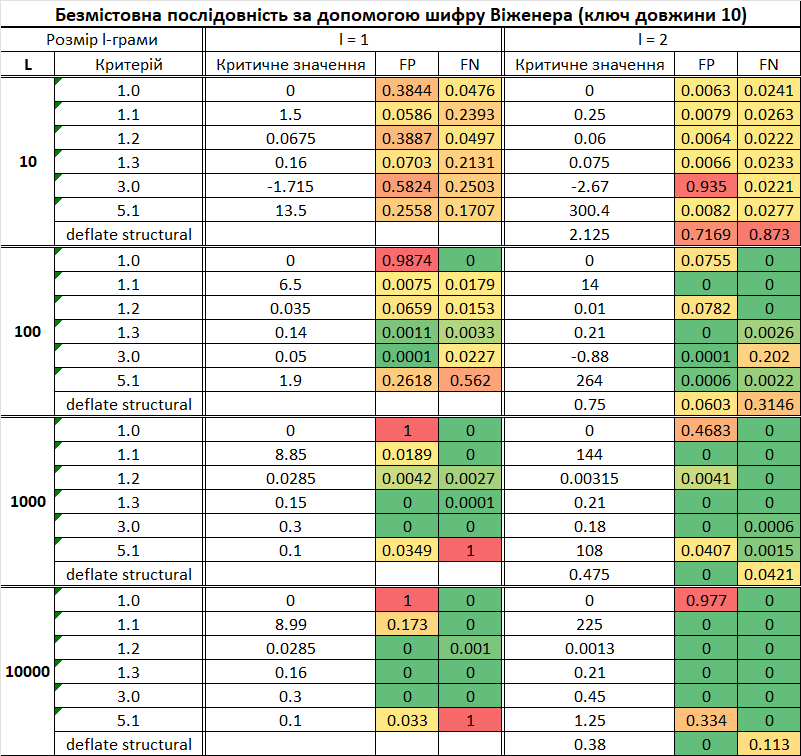 Безмістовна послідовність за допомогою шифру Віженера (ключ довжини 10)
Розмір l-грами l = 1 l = 2
L Критерій Критичне значення FP FN Критичне значення FP FN
1.0 0 0.3844 0.0476 0 0.0063 0.0241
1.1 1.5 0.0586 0.2393 0.25 0.0079 0.0263
1.2 0.0675 0.3887 0.0497 0.06 0.0064 0.0222
10 1.3 0.16 0.0703 0.2131 0.075 0.0066 0.0233
3.0 -1.715 0.5824 0.2503 -2.67 0.935 0.0221
5.1 13.5 0.2558 0.1707 300.4 0.0082 0.0277
deflate structural 2.125 0.7169 0.873
1.0 0 0.9874 0 0 0.0755 0
1.1 6.5 0.0075 0.0179 14 0 0
1.2 0.035 0.0659 0.0153 0.01 0.0782 0
100 1.3 0.14 0.0011 0.0033 0.21 0 0.0026
3.0 0.05 0.0001 0.0227 -0.88 0.0001 0.202
5.1 1.9 0.2618 0.562 264 0.0006 0.0022
deflate structural 0.75 0.0603 0.3146
1.0 0 1 0 0 0.4683 0
1.1 8.85 0.0189 0 144 0 0
1.2 0.0285 0.0042 0.0027 0.00315 0.0041 0
1000 1.3 0.15 0 0.0001 0.21 0 0
3.0 0.3 0 0 0.18 0 0.0006
5.1 0.1 0.0349 1 108 0.0407 0.0015
deflate structural 0.475 0 0.0421
1.0 0 1 0 0 0.977 0
1.1 8.99 0.173 0 225 0 0
1.2 0.0285 0 0.001 0.0013 0 0
10000 1.3 0.16 0 0 0.21 0 0
3.0 0.3 0 0 0.45 0 0
5.1 0.1 0.033 1 1.25 0.334 0
deflate structural 0.38 0 0.113